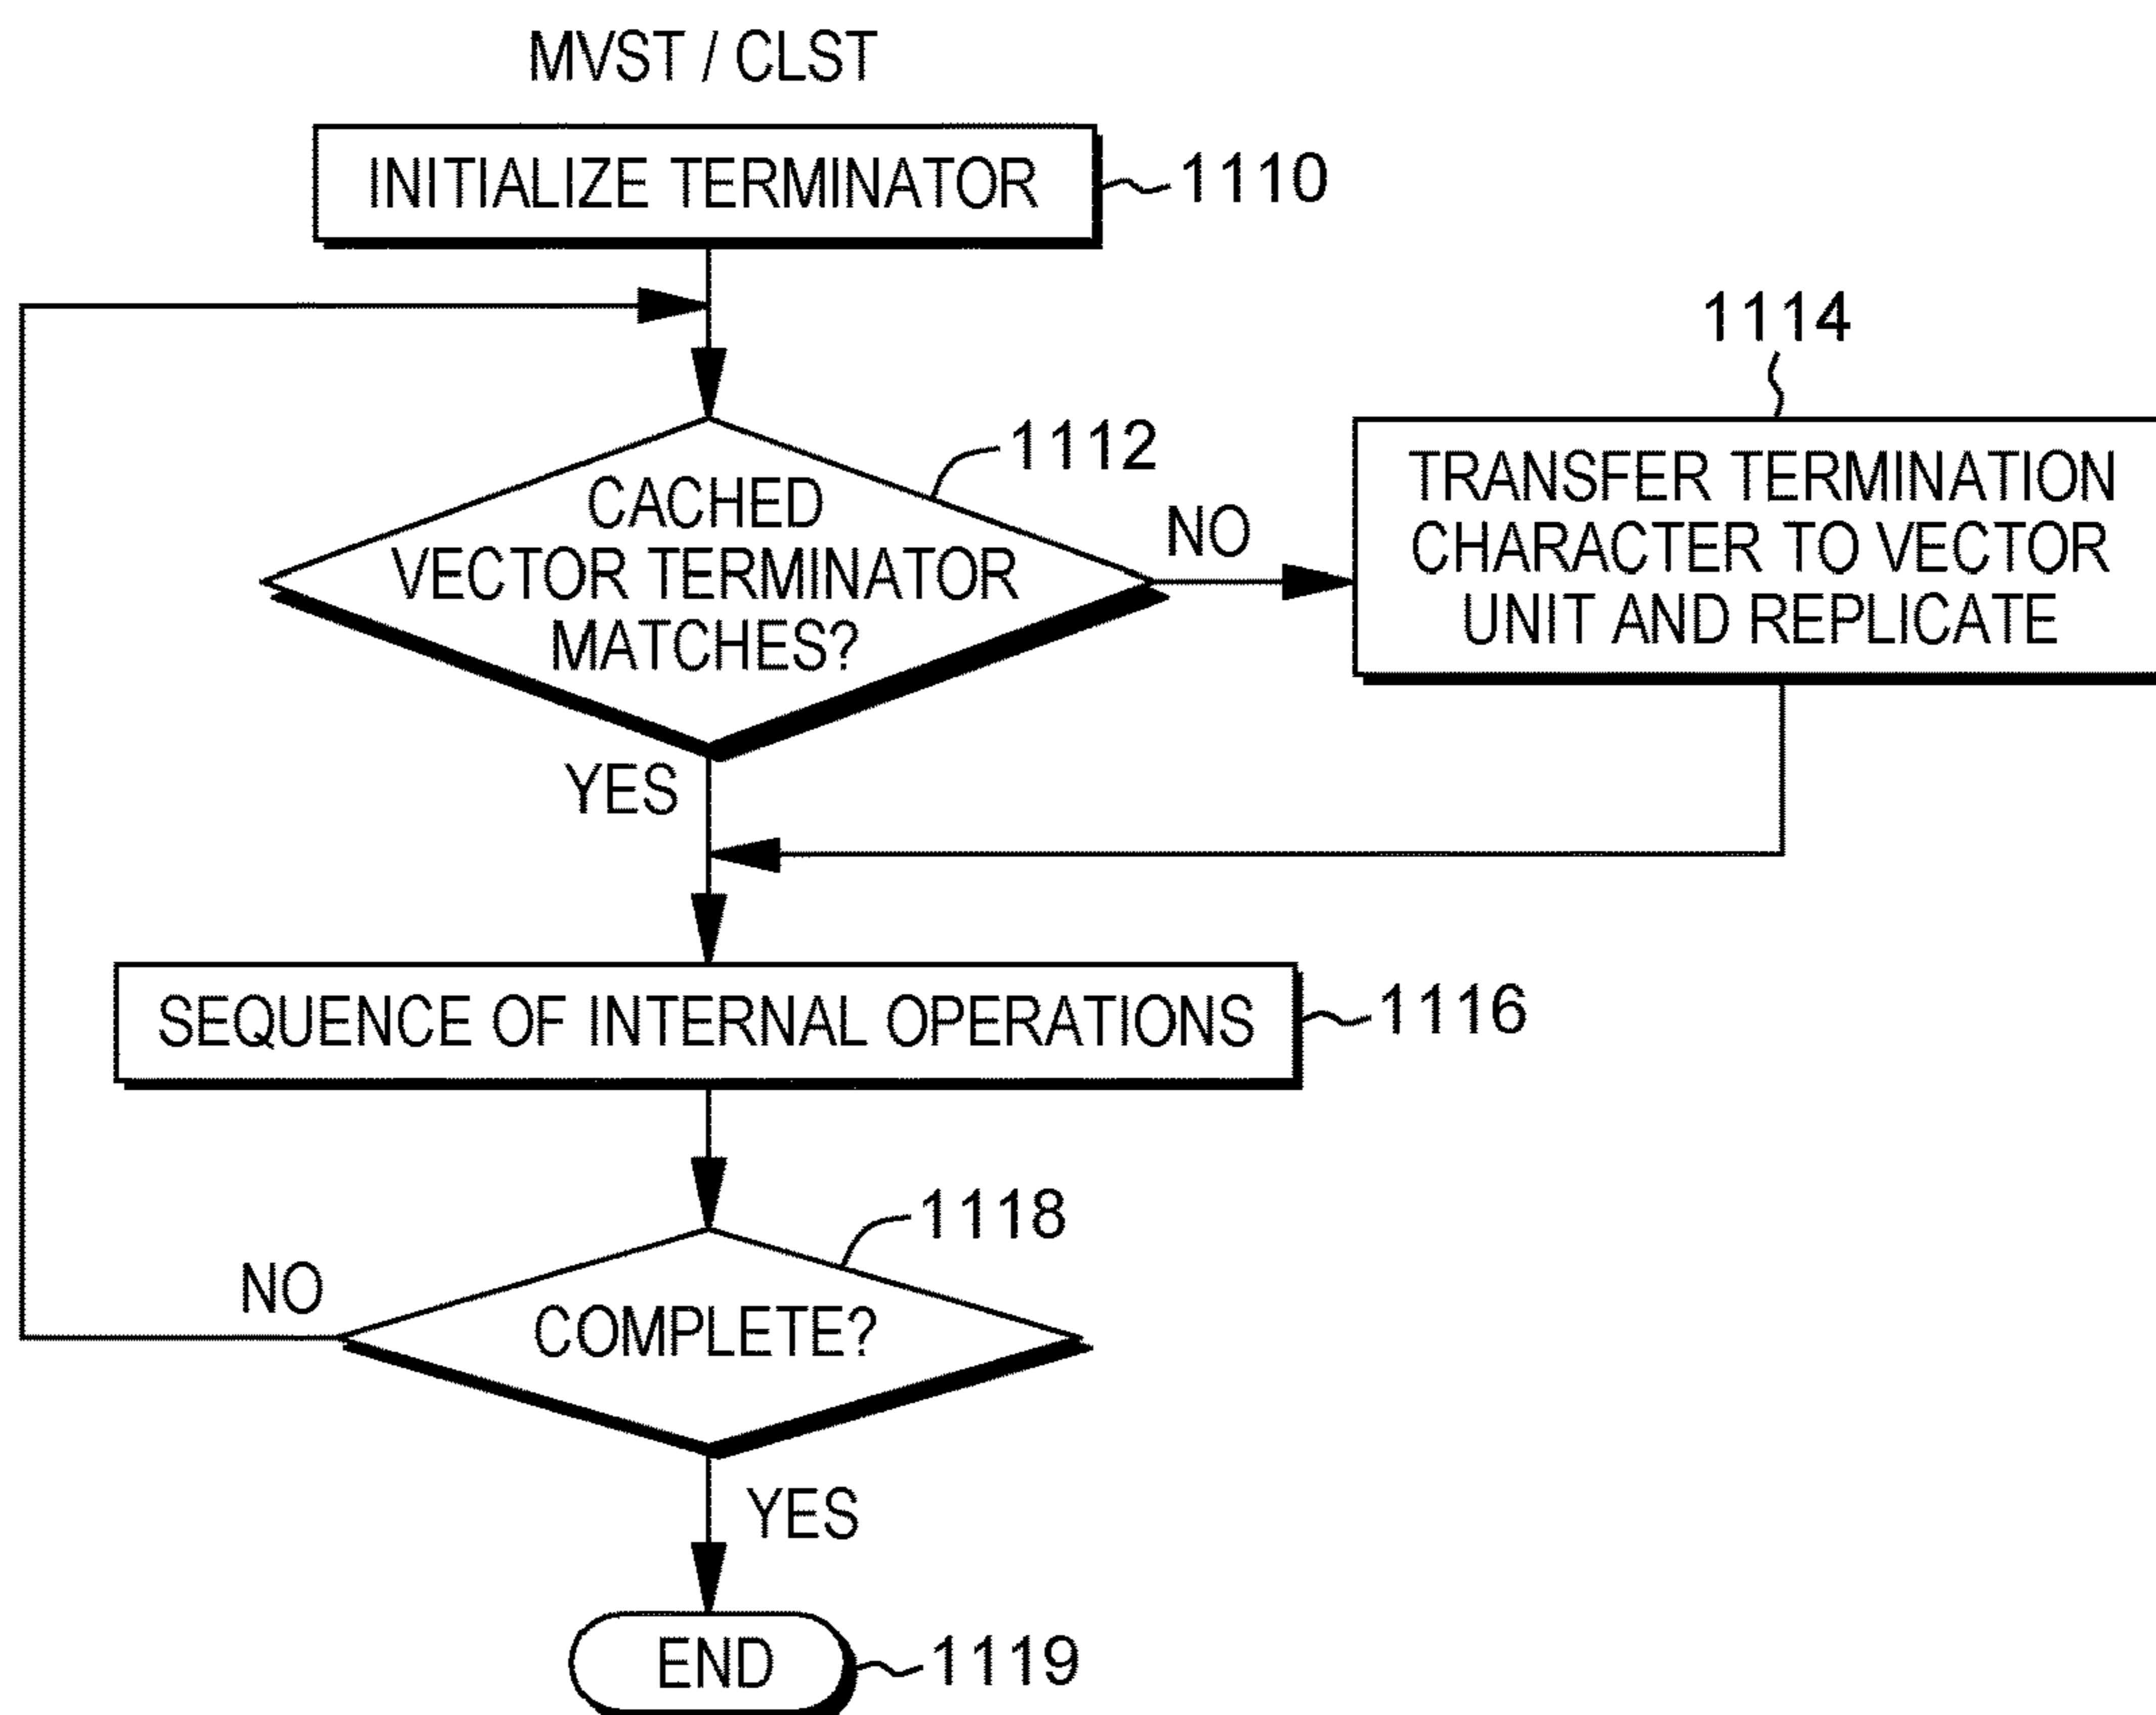 MVST / CLST
INITIALIZE TERMINATOR
1110
1114
1112
CACHED
VECTOR TERMINATOR
MATCHES?
NO
TRANSFER TERMINATION
CHARACTER TO VECTOR
UNIT AND REPLICATE
YES
SEQUENCE OF INTERNAL OPERATIONS
1116
1118
NO
COMPLETE?
YES
END
1119